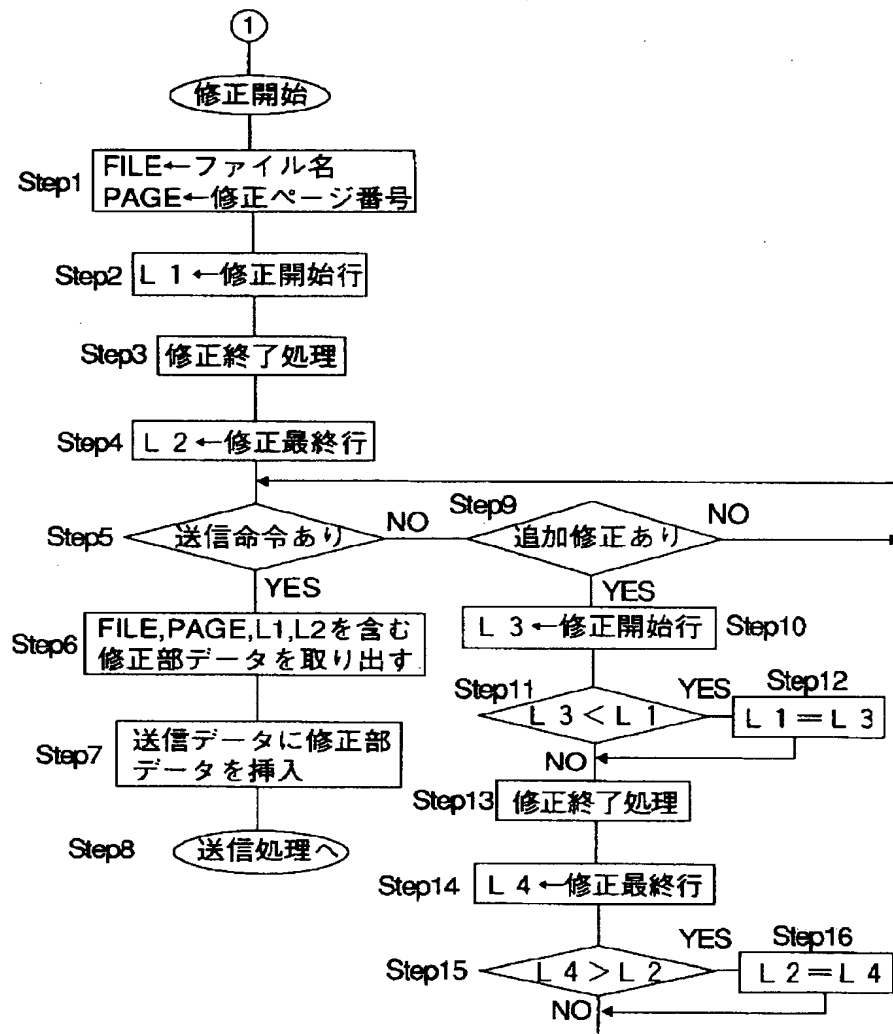 1
修正開始
Step1
FILE←ファイル名
PAGE←修正ページ番号
Step2
L 1←修正開始行
Step3
修正終了処理
Step4
L 2←修正最終行
Step5
送信命令あり
NO
YES
Step6
FILE,PAGE,L1,L2を含む
修正部データを取り出す
Step7
送信データに修正部
データを挿入
Step8
送信処理へ
Step9
追加修正あり
NO
YES
L 3←修正開始行
Step10
Step11
L 3<L 1
YES
NO
Step12
L 1=L 3
Step13
修正終了処理
Step14
L 4←修正最終行
Step15
L 4>L 2
YES
NO
Step16
L 2=L 4